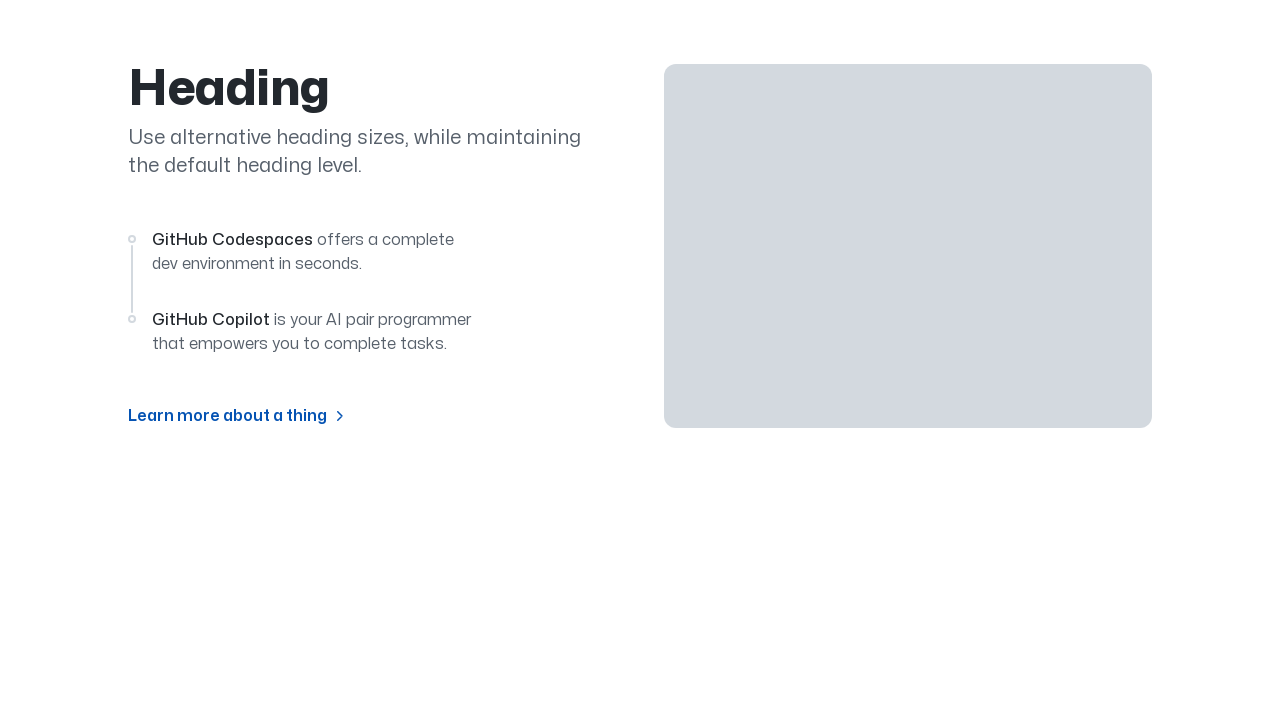 Heading
Use alternative heading sizes, while maintaining
the default heading level.
GitHub Codespaces offers a complete
dev environment in seconds.
GitHub Copilot is your AI pair programmer
that empowers you to complete tasks.
Learn more about a thing